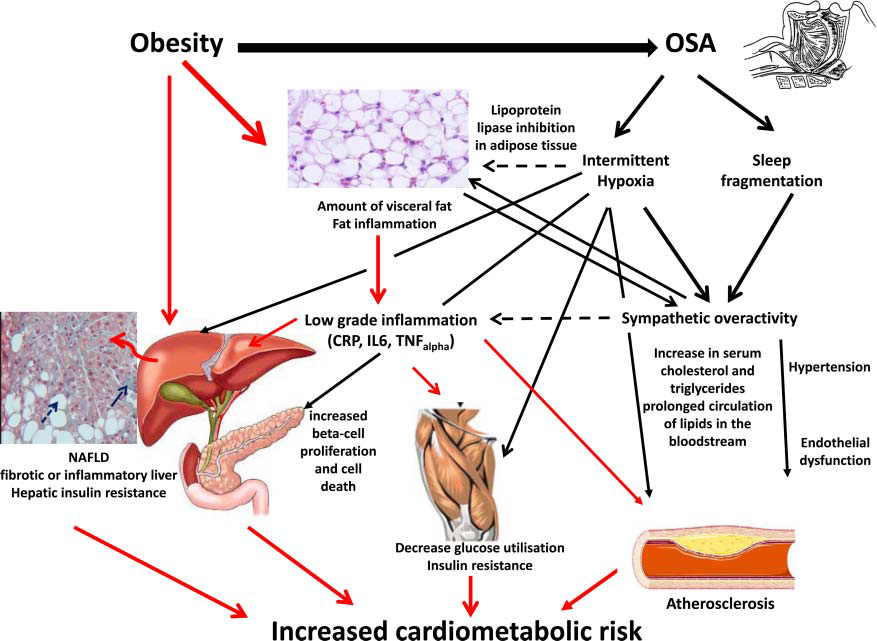 Obesity
OSA
Lipoprotein
lipase inhibition
in adipose tissue
Intermittent
Hypoxia
Sleep
fragmentation
Amount of visceral fat
Fat inflammation
Low grade inflammation
(CRP, IL6, TNFalpha)
Sympathetic overactivity
Increase in serum
cholesterol and
triglycerides
prolonged circulation
of lipids in the
bloodstream
Hypertension
Endothelial
dysfunction
increased
beta-cell
proliferation
and cell
death
NAFLD
fibrotic or inflammatory liver
Hepatic insulin resistance
Decrease glucose utilisation
Insulin resistance
Atherosclerosis
Increased cardiometabolic risk